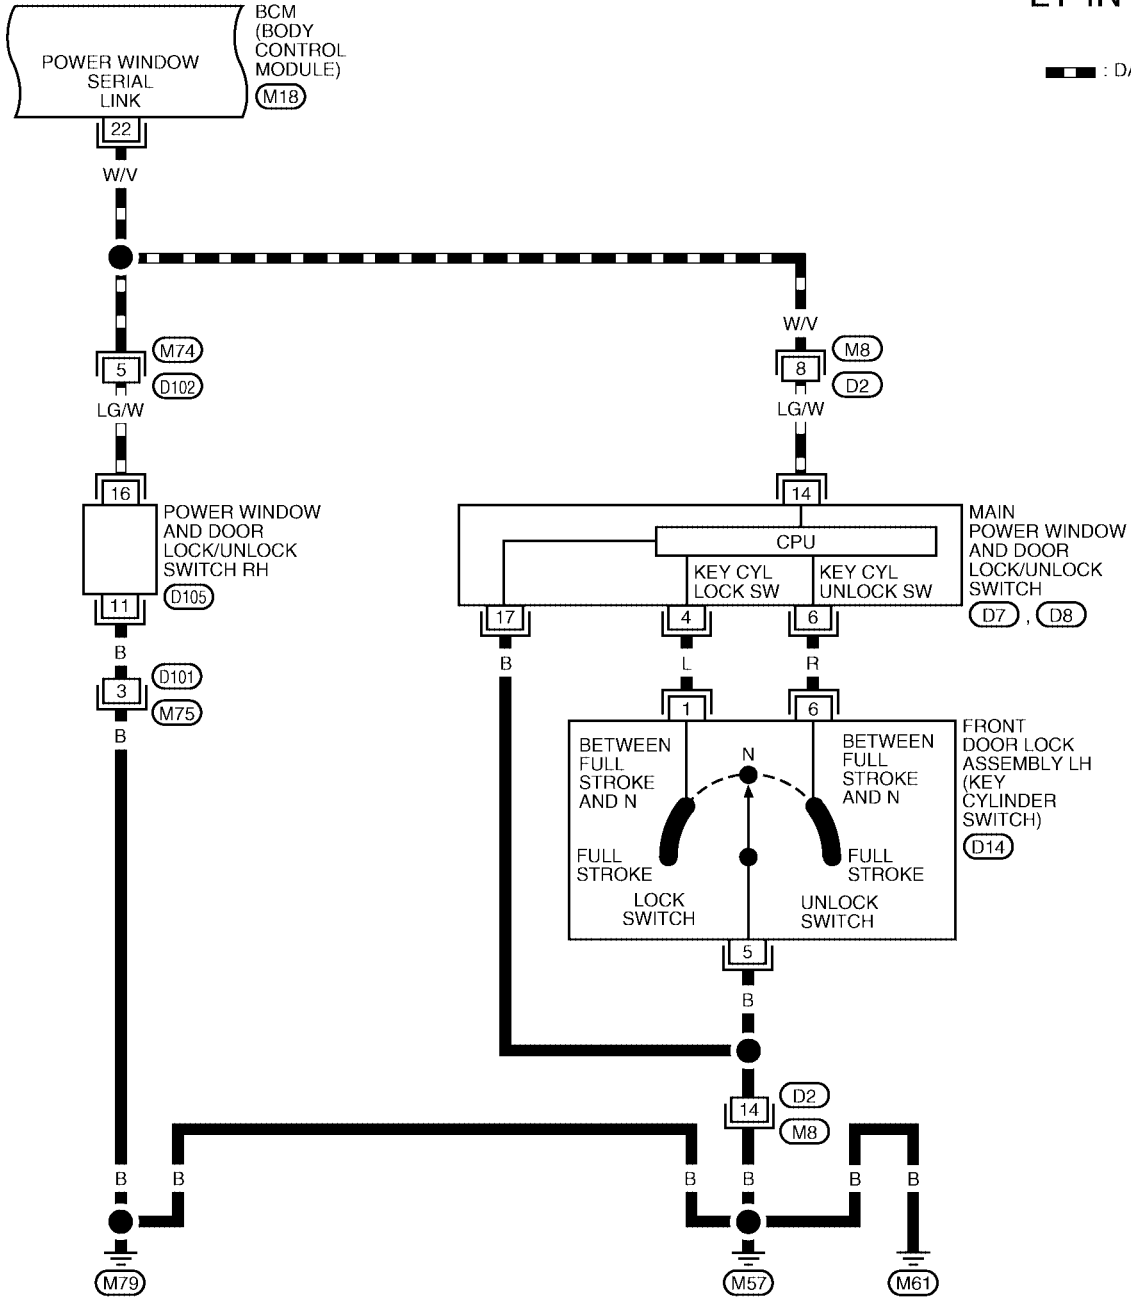 BCM
(BODY
CONTROL
MODULE)
M18
POWER WINDOW
SERIAL
LINK
22
W/V
W/V
5
M74
D102
LG/W
8
M8
D2
LG/W
16
POWER WINDOW
AND DOOR
LOCK/UNLOCK
SWITCH RH
D105
11
B
3
D101
M75
B
14
CPU
KEY CYL
LOCK SW
KEY CYL
UNLOCK SW
MAIN
POWER WINDOW
AND DOOR
LOCK/UNLOCK
SWITCH
D7 , D8
17
4
6
B
L
R
1
6
BETWEEN
FULL
STROKE
AND N
N
BETWEEN
FULL
STROKE
AND N
FULL
STROKE
FULL
STROKE
LOCK
SWITCH
UNLOCK
SWITCH
FRONT
DOOR LOCK
ASSEMBLY LH
(KEY
CYLINDER
SWITCH)
D14
5
B
14
D2
M8
B
B
B
B
B
B
M79
M57
M61